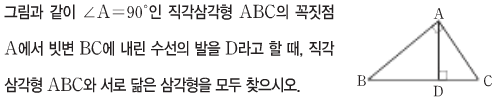 그림과 같이 ∠A=90°인 직각삼각형 ABC의 꼭짓점
A에서 빗변 BC에 내린 수선의 발을 D라고 할 때, 직각
삼각형 ABC와 서로 닮은 삼각형을 모두 찾으시오.
A
B
D
C